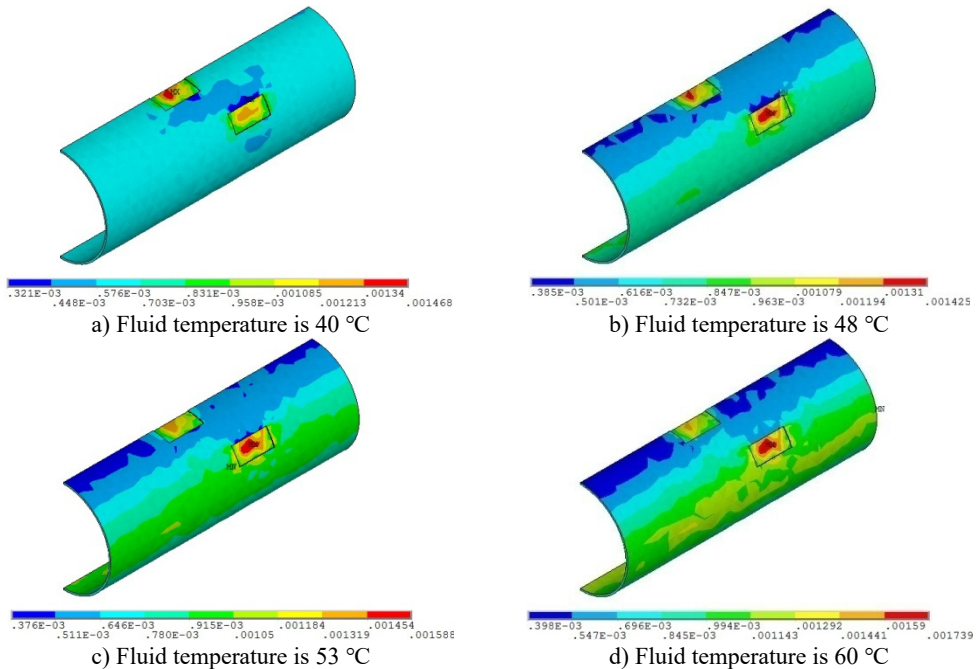 MX
.321E-03 .576E-03 .831E-03 .001085 .00134
.448E-03 .703E-03 .958E-03 .001213 .001468
a) Fluid temperature is 40 ℃
.385E-03 .616E-03 .847E-03 .001079 .00131
.501E-03 .732E-03 .963E-03 .001194 .001425
b) Fluid temperature is 48 ℃
.376E-03 .646E-03 .915E-03 .001184 .001454
.511E-03 .780E-03 .00105 .001319 .001588
c) Fluid temperature is 53 ℃
.398E-03 .696E-03 .994E-03 .001292 .00159
.547E-03 .845E-03 .001143 .001441 .001739
d) Fluid temperature is 60 ℃